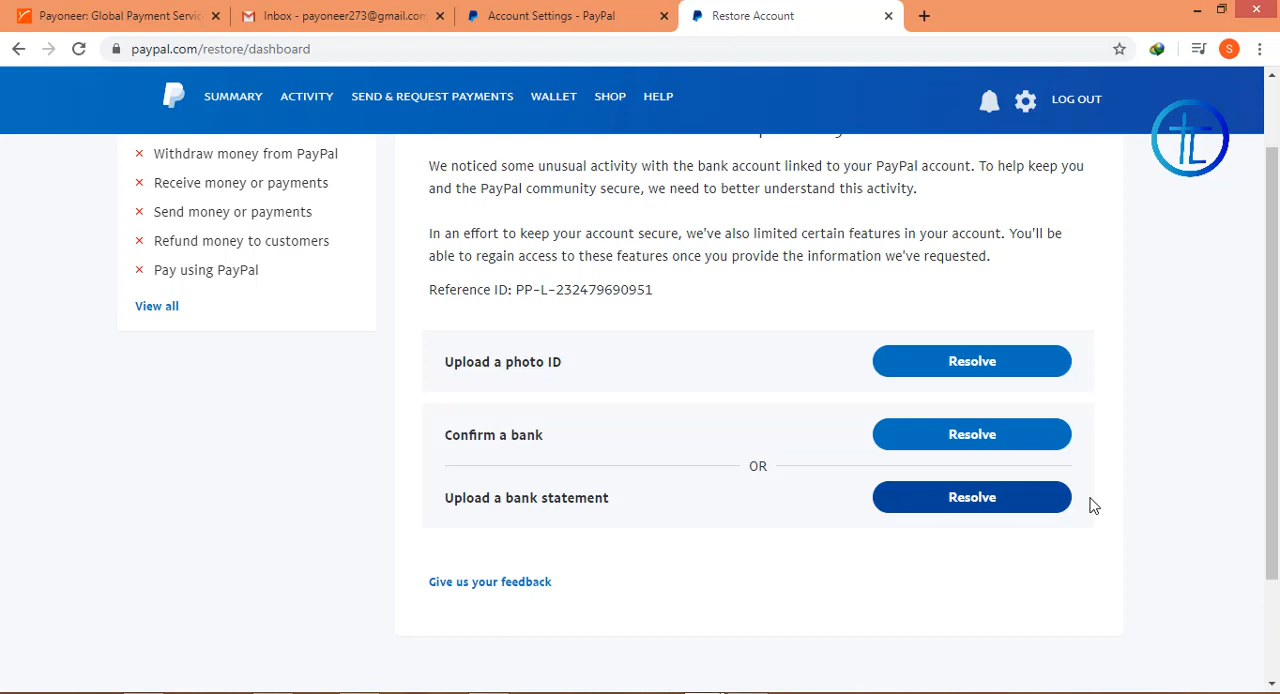 Payoneer: Global Payment Servic
Inbox - payoneer273@gmail.com
Account Settings - PayPal
Restore Account
paypal.com/restore/dashboard
S
SUMMARY ACTIVITY SEND & REQUEST PAYMENTS WALLET SHOP HELP LOG OUT
Withdraw money from PayPal
Receive money or payments
Send money or payments
Refund money to customers
Pay using PayPal
View all
We noticed some unusual activity with the bank account linked to your PayPal account. To help keep you
and the PayPal community secure, we need to better understand this activity.
In an effort to keep your account secure, we've also limited certain features in your account. You'll be
able to regain access to these features once you provide the information we've requested.
Reference ID: PP-L-232479690951
Upload a photo ID Resolve
Confirm a bank Resolve
OR
Upload a bank statement Resolve
Give us your feedback